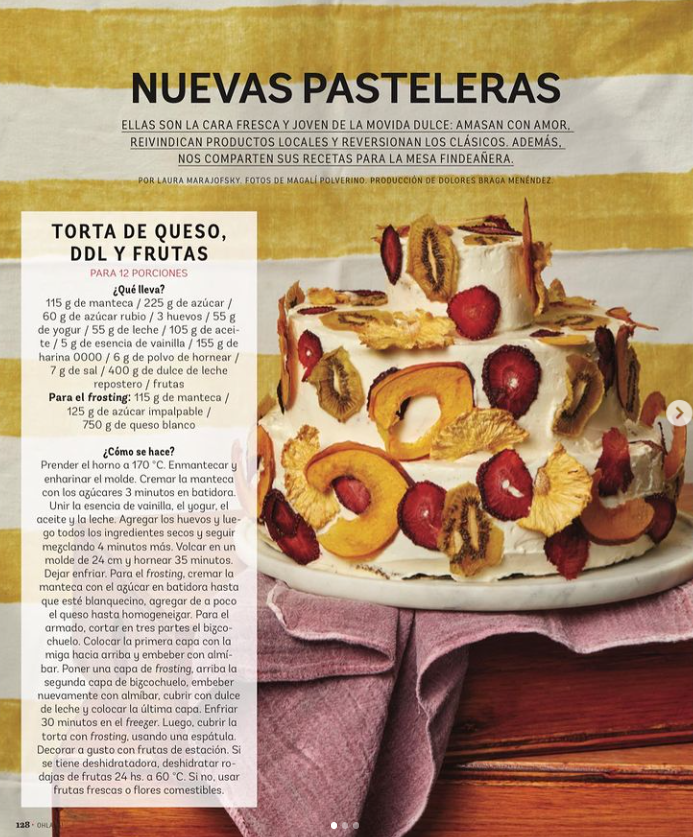 NUEVAS PASTELERAS
ELLAS SON LA CARA FRESCA Y JOVEN DE LA MOVIDA DULCE: AMASAN CON AMOR,
REIVINDICAN PRODUCTOS LOCALES Y REVERSIONAN LOS CLÁSICOS. ADEMÁS,
NOS COMPARTEN SUS RECETAS PARA LA MESA FINDEAÑERA.
POR LAURA MARAJOFSKY. FOTOS DE MAGALÍ POLVERINO. PRODUCCIÓN DE DOLORES BRAGA MENÉNDEZ.
TORTA DE QUESO,
DDL Y FRUTAS
PARA 12 PORCIONES
¿Qué lleva?
115 g de manteca / 225 g de azúcar /
60 g de azúcar rubio / 3 huevos / 55 g
de yogur / 55 g de leche / 105 g de acei-
te / 5 g de esencia de vainilla / 155 g de
harina 0000 / 6 g de polvo de hornear /
7 g de sal / 400 g de dulce de leche
repostero / frutas
Para el frosting: 115 g de manteca /
125 g de azúcar impalpable /
750 g de queso blanco
¿Cómo se hace?
Prender el horno a 170 °C. Enmantecar y
enharinar el molde. Cremar la manteca
con los azúcares 3 minutos en batidora.
Unir la esencia de vainilla, el yogur, el
aceite y la leche. Agregar los huevos y lue-
go todos los ingredientes secos y seguir
mezclando 4 minutos más. Volcar en un
molde de 24 cm y hornear 35 minutos.
Dejar enfriar. Para el frosting, cremar la
manteca con el azúcar en batidora hasta
que esté blanquecino, agregar de a poco
el queso hasta homogeneizar. Para el
armado, cortar en tres partes el bizco-
chuelo. Colocar la primera capa con la
miga hacia arriba y embeber con almí-
bar. Poner una capa de frosting, arriba la
segunda capa de bizcochuelo, embeber
nuevamente con almíbar, cubrir con dulce
de leche y colocar la última capa. Enfriar
30 minutos en el freezer. Luego, cubrir la
torta con frosting, usando una espátula.
Decorar a gusto con frutas de estación. Si
se tiene deshidratadora, deshidratar ro-
dajas de frutas 24 hs. a 60 °C. Si no, usar
frutas frescas o flores comestibles.
128 · OHLA